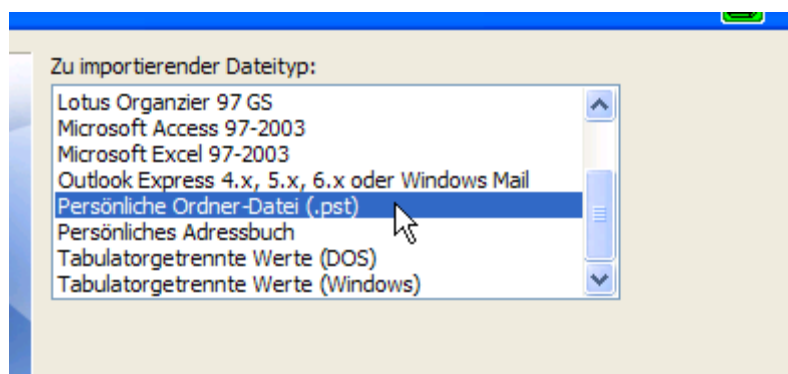 Zu importierender Dateityp:
Lotus Organzier 97 GS
Microsoft Access 97-2003
Microsoft Excel 97-2003
Outlook Express 4.x, 5.x, 6.x oder Windows Mail
Persönliche Ordner-Datei (.pst)
Persönliches Adressbuch
Tabulatorgetrennte Werte (DOS)
Tabulatorgetrennte Werte (Windows)